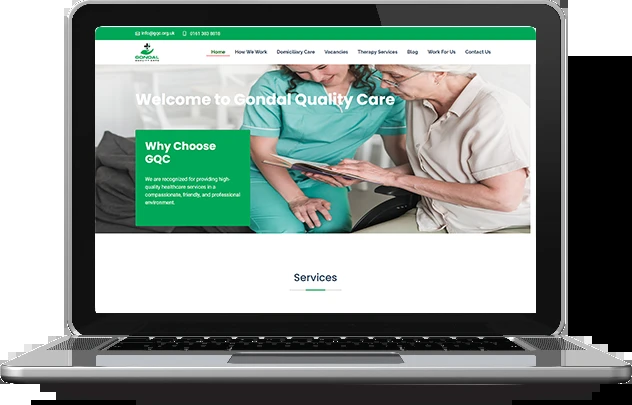 info@gqc.org.uk 0161 383 8078
GONDAL
QUALITY CARE
Home How We Work Domiciliary Care Vacancies Therapy Services Blog Work For Us Contact Us
Welcome to Gondal Quality Care
Why Choose
GQC
We are recognized for providing high-
quality healthcare services in a
compassionate, friendly, and professional
environment.
Services